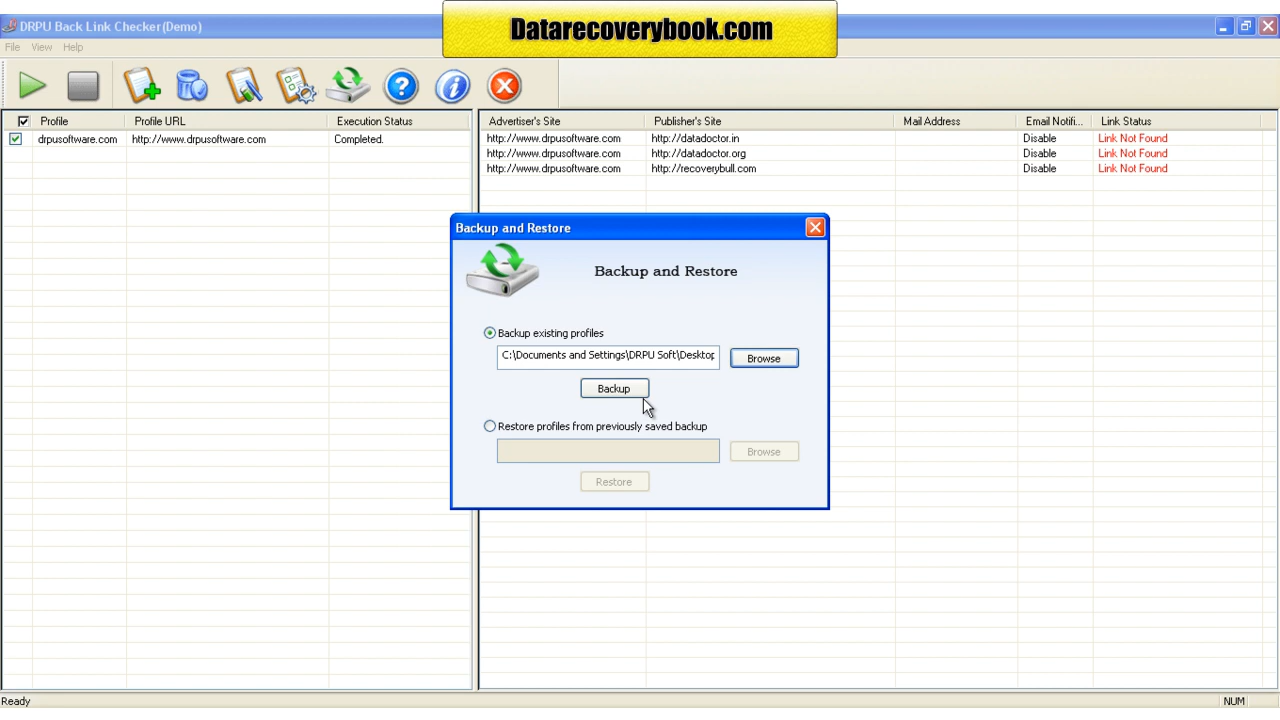 DRPU Back Link Checker(Demo)
Datarecoverybook.com
File View Help
Profile Profile URL Execution Status
drpusoftware.com http://www.drpusoftware.com Completed.
Advertiser's Site Publisher's Site Mail Address Email Notifi... Link Status
http://www.drpusoftware.com http://datadoctor.in Disable Link Not Found
http://www.drpusoftware.com http://datadoctor.org Disable Link Not Found
http://www.drpusoftware.com http://recoverybull.com Disable Link Not Found
Backup and Restore
Backup and Restore
Backup existing profiles
C:\Documents and Settings\DRPU Soft\Desktop Browse
Backup
Restore profiles from previously saved backup
Browse
Restore
Ready NUM